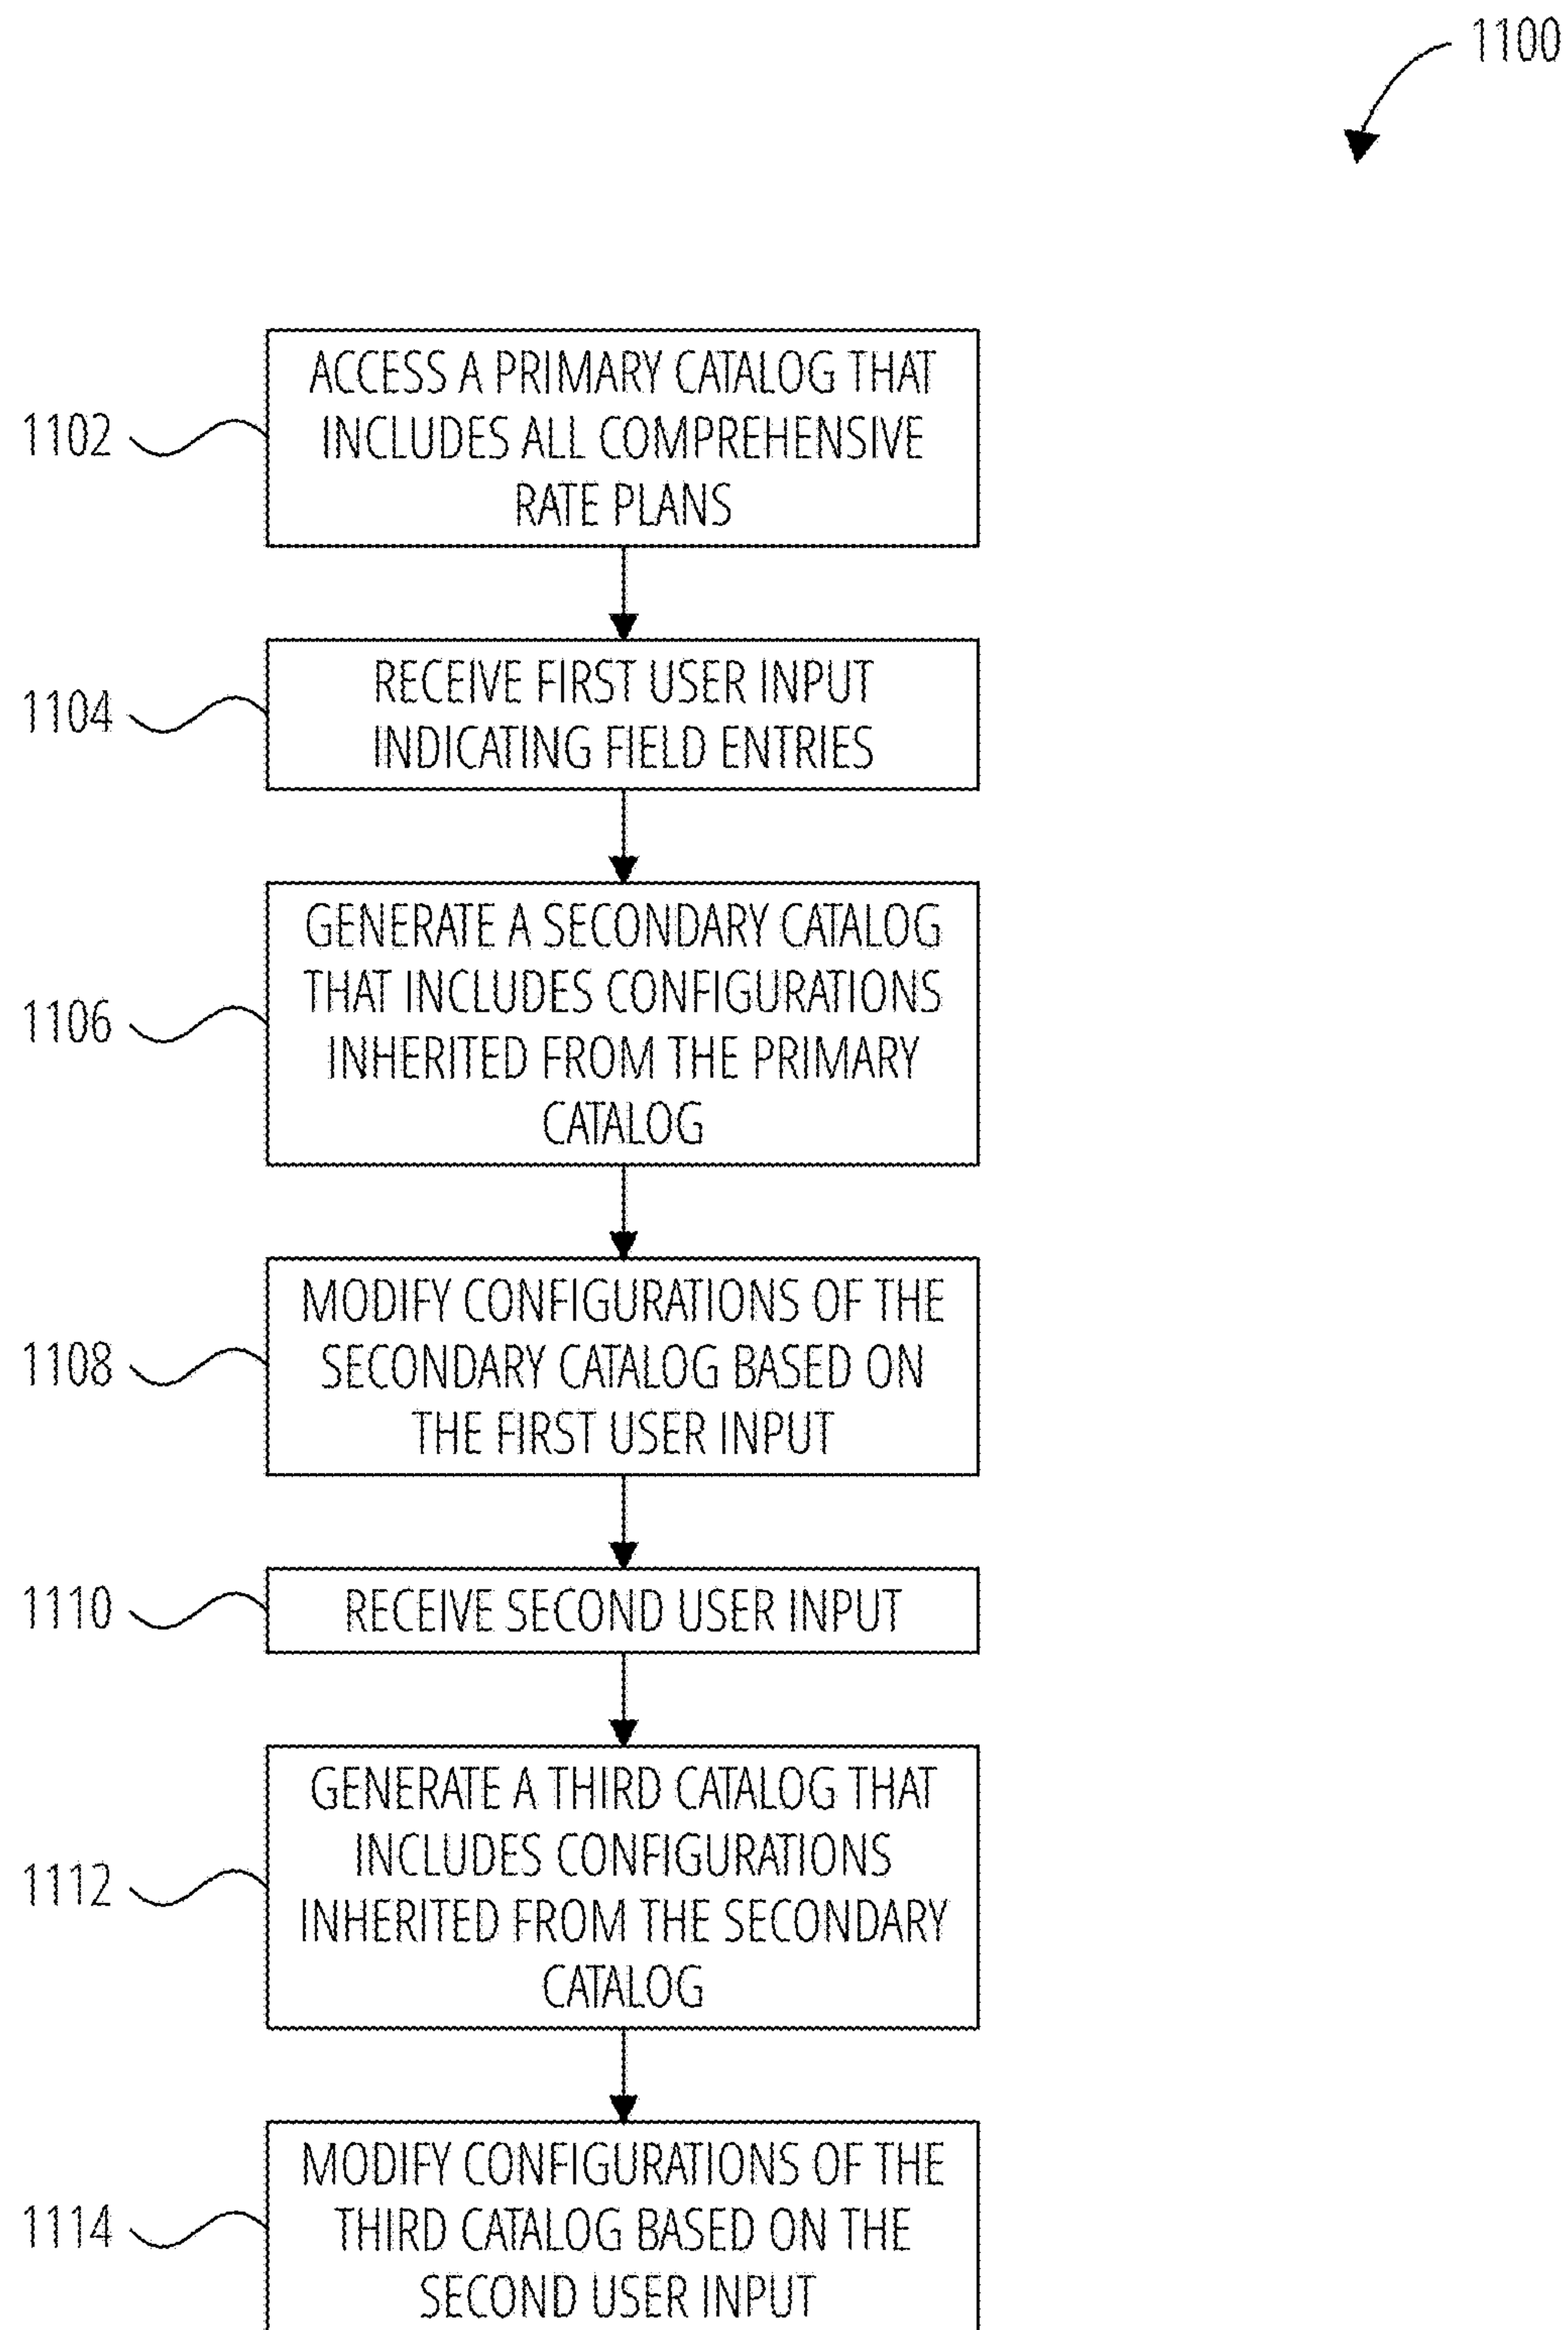 1100
ACCESS A PRIMARY CATALOG THAT
INCLUDES ALL COMPREHENSIVE
RATE PLANS
1102
RECEIVE FIRST USER INPUT
INDICATING FIELD ENTRIES
1104
GENERATE A SECONDARY CATALOG
THAT INCLUDES CONFIGURATIONS
INHERITED FROM THE PRIMARY
CATALOG
1106
MODIFY CONFIGURATIONS OF THE
SECONDARY CATALOG BASED ON
THE FIRST USER INPUT
1108
RECEIVE SECOND USER INPUT
1110
GENERATE A THIRD CATALOG THAT
INCLUDES CONFIGURATIONS
INHERITED FROM THE SECONDARY
CATALOG
1112
MODIFY CONFIGURATIONS OF THE
THIRD CATALOG BASED ON THE
SECOND USER INPUT
1114